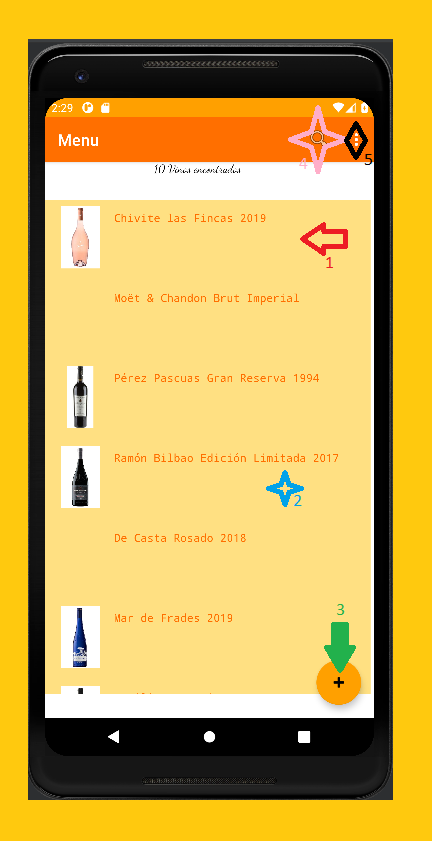 2:29
Menu
4
5
10 Vinos encontrados
Chivite las Fincas 2019
1
Moët & Chandon Brut Imperial
Pérez Pascuas Gran Reserva 1994
Ramón Bilbao Edición Limitada 2017
2
De Casta Rosado 2018
3
Mar de Frades 2019
+